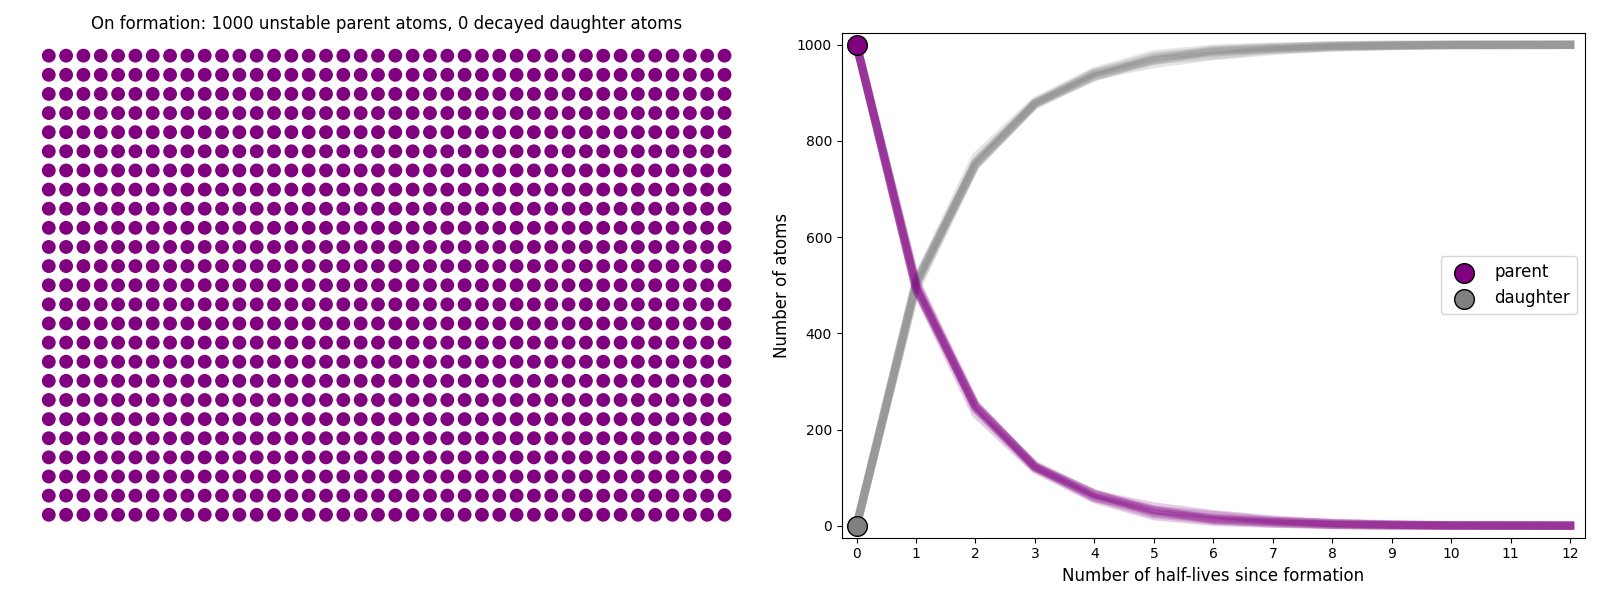 On formation: 1000 unstable parent atoms, 0 decayed daughter atoms
1000
800
600
400
200
0
Number of atoms
0 1 2 3 4 5 6 7 8 9 10 11 12
Number of half-lives since formation
parent
daughter